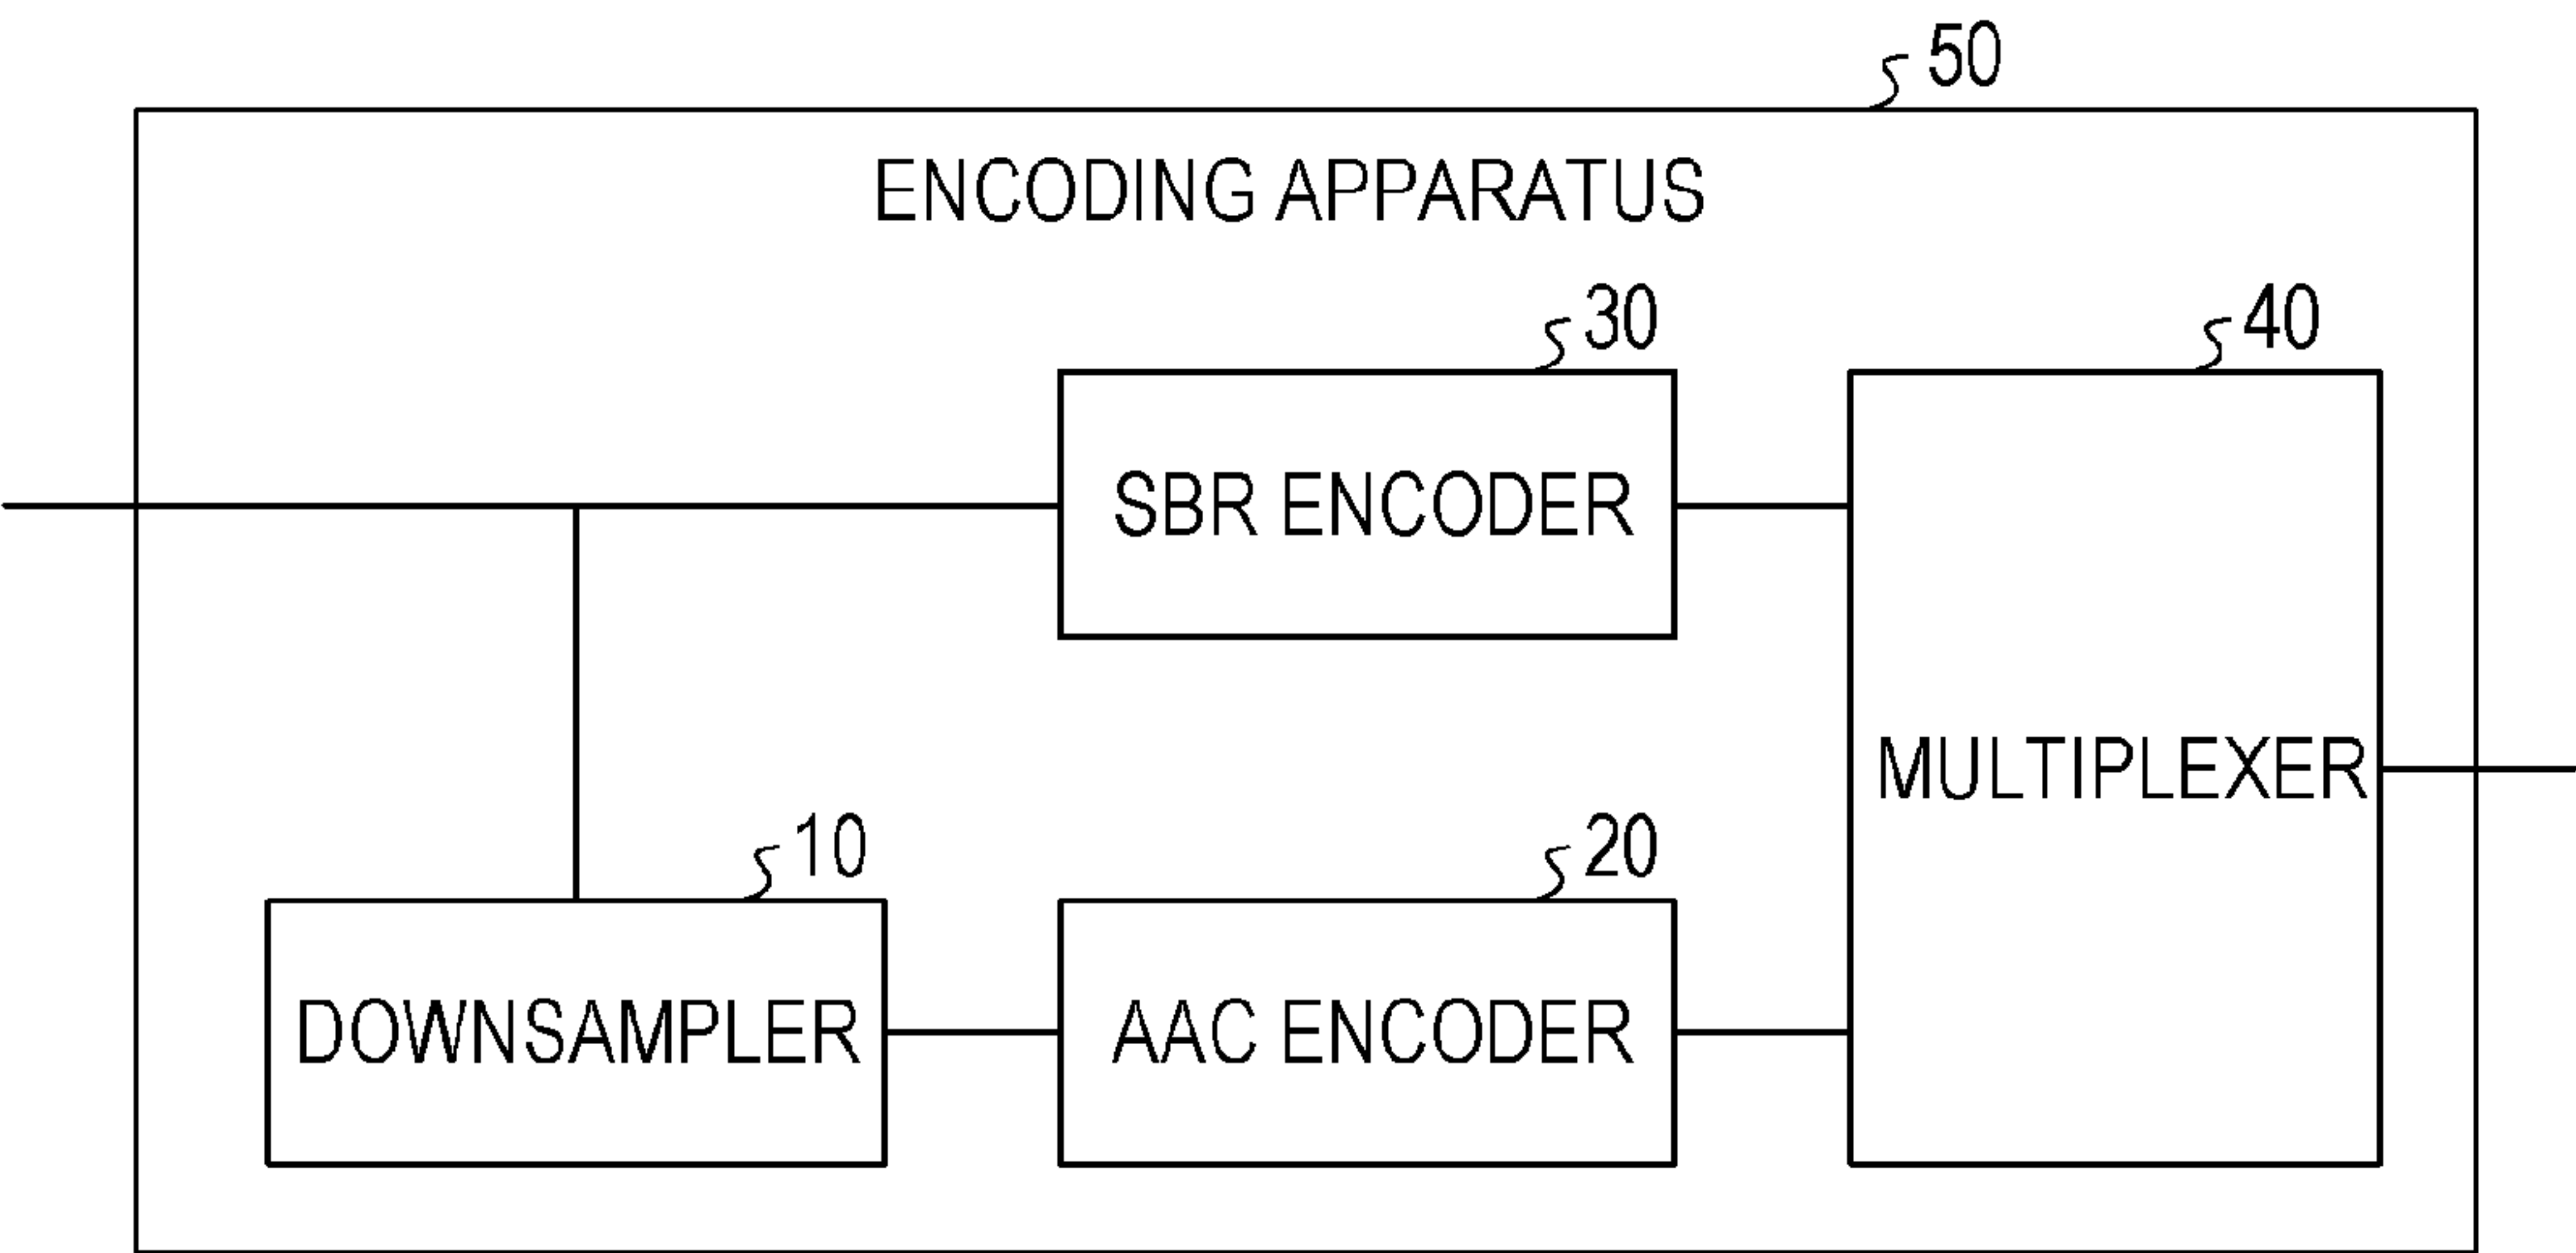 50
ENCODING APPARATUS
30
40
SBR ENCODER
MULTIPLEXER
10
20
DOWNSAMPLER
AAC ENCODER